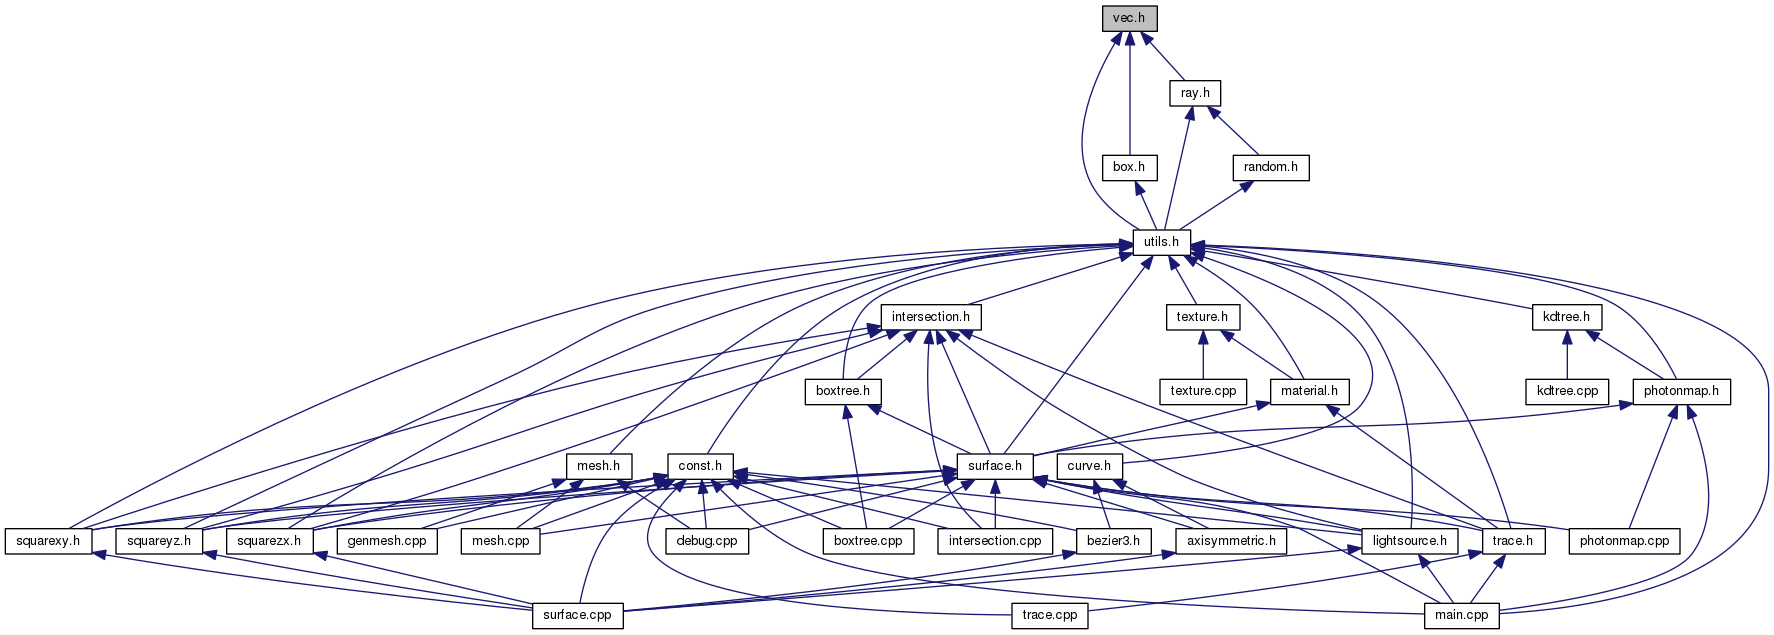 vec.h
ray.h
box.h
random.h
utils.h
intersection.h
texture.h
kdtree.h
boxtree.h
texture.cpp
material.h
kdtree.cpp
photonmap.h
mesh.h
const.h
surface.h
curve.h
squarexy.h
squareyz.h
squarezx.h
genmesh.cpp
mesh.cpp
debug.cpp
boxtree.cpp
intersection.cpp
bezier3.h
axisymmetric.h
lightsource.h
trace.h
photonmap.cpp
surface.cpp
trace.cpp
main.cpp